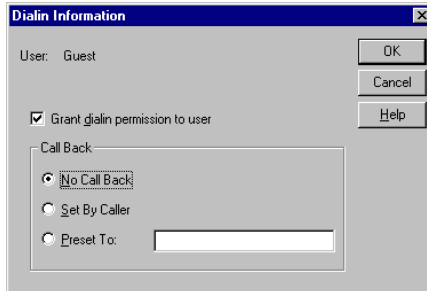 Dialin Information
User: Guest
OK
Cancel
Help
Grant dialin permission to user
Call Back
No Call Back
Set By Caller
Preset To: